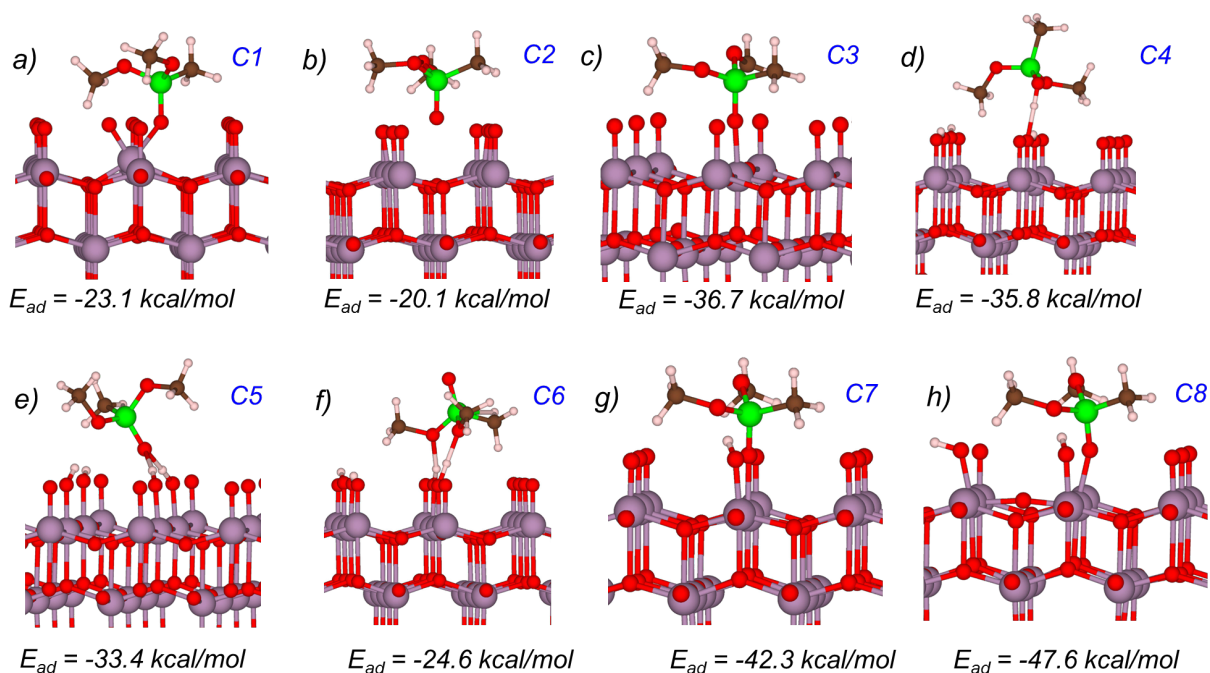 a) C1 b) C2 c) C3 d) C4
E_ad = -23.1 kcal/mol E_ad = -20.1 kcal/mol E_ad = -36.7 kcal/mol E_ad = -35.8 kcal/mol
e) C5 f) C6 g) C7 h) C8
E_ad = -33.4 kcal/mol E_ad = -24.6 kcal/mol E_ad = -42.3 kcal/mol E_ad = -47.6 kcal/mol